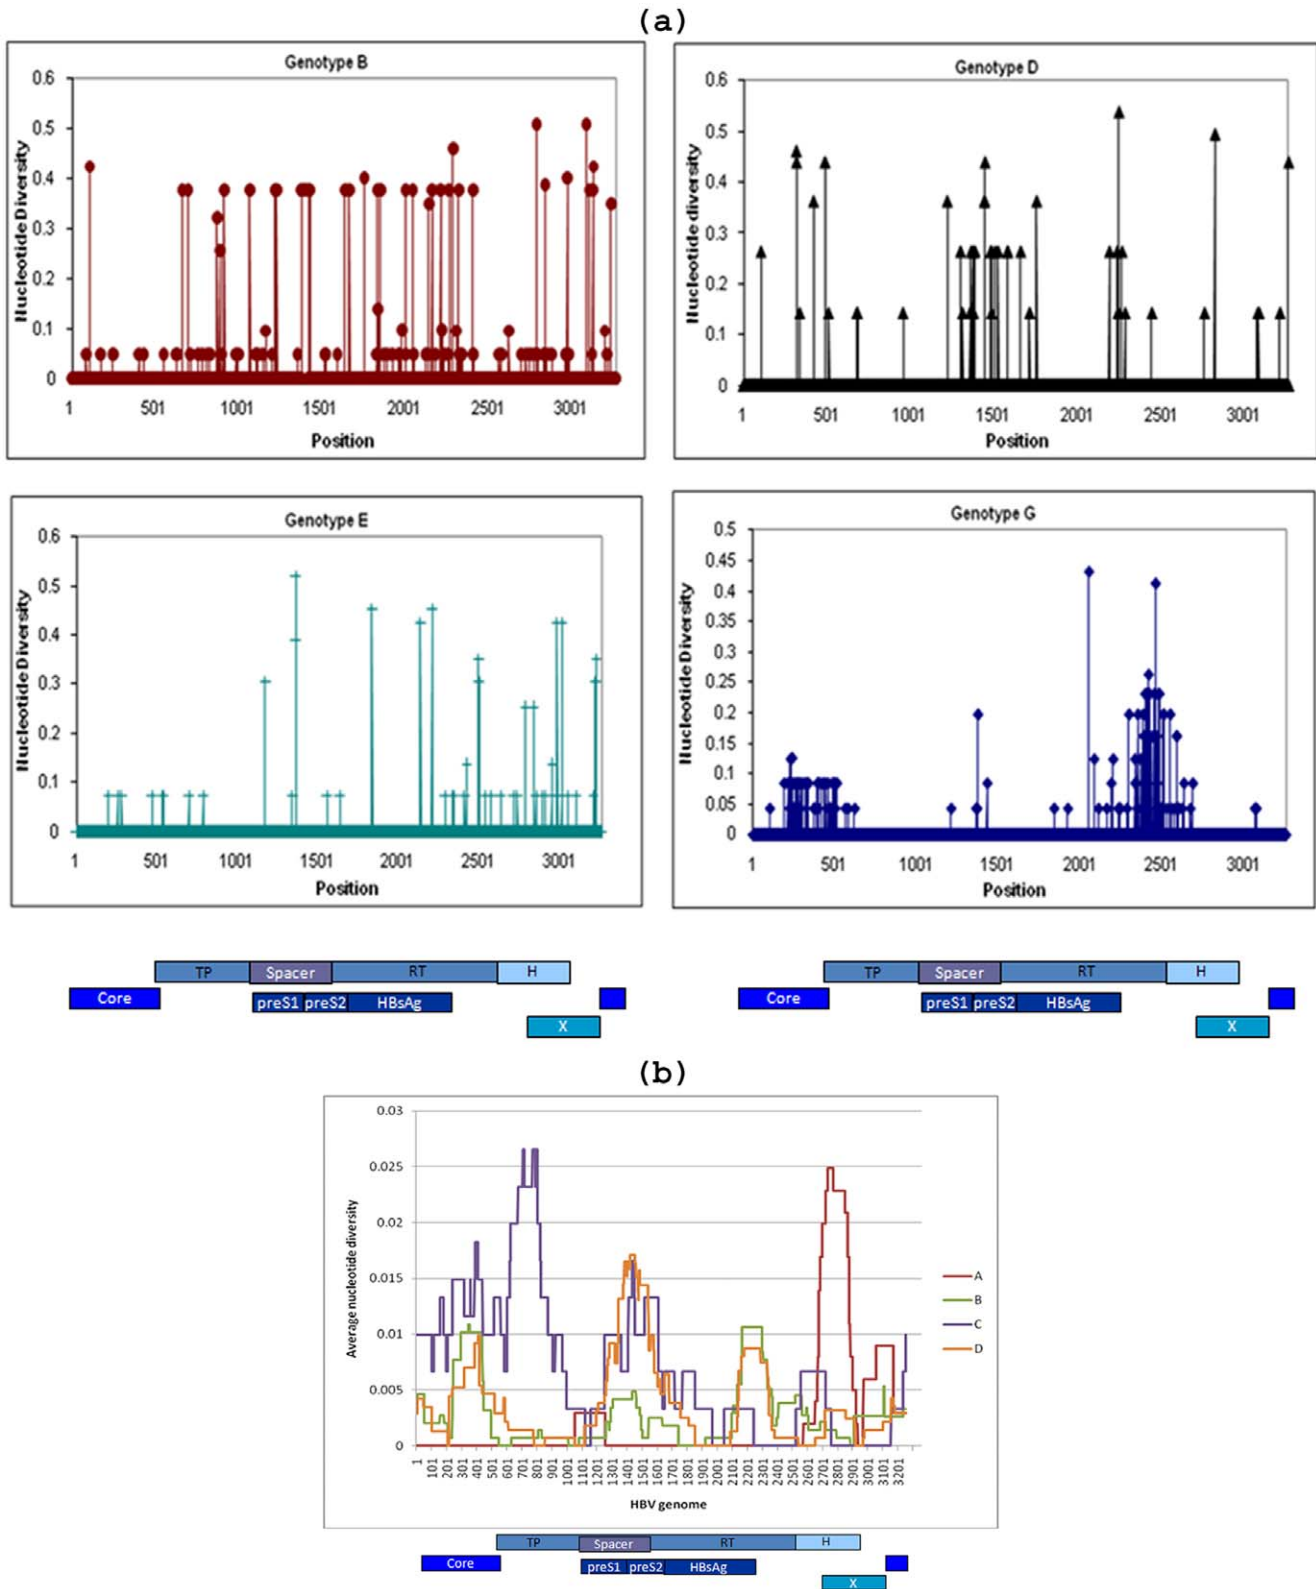 (a)
Genotype B
Nucleotide Diversity
0.6
0.5
0.4
0.3
0.2
0.1
0
1 501 1001 1501 2001 2501 3001
Position
Genotype D
Nucleotide diversity
0.6
0.5
0.4
0.3
0.2
0.1
0
1 501 1001 1501 2001 2501 3001
Position
Genotype E
Nucleotide Diversity
0.6
0.5
0.4
0.3
0.2
0.1
0
1 501 1001 1501 2001 2501 3001
Position
Genotype G
Nucleotide Diversity
0.5
0.45
0.4
0.35
0.3
0.25
0.2
0.15
0.1
0.05
0
1 501 1001 1501 2001 2501 3001
Position
TP Spacer RT H
Core preS1 preS2 HBsAg
X
TP Spacer RT H
Core preS1 preS2 HBsAg
X
(b)
Average nucleotide diversity
0.03
0.025
0.02
0.015
0.01
0.005
0
A
B
C
D
1 101 201 301 401 501 601 701 801 901 1001 1101 1201 1301 1401 1501 1601 1701 1801 1901 2001 2101 2201 2301 2401 2501 2601 2701 2801 2901 3001 3101 3201
HBV genome
TP Spacer RT H
Core preS1 preS2 HBsAg
X